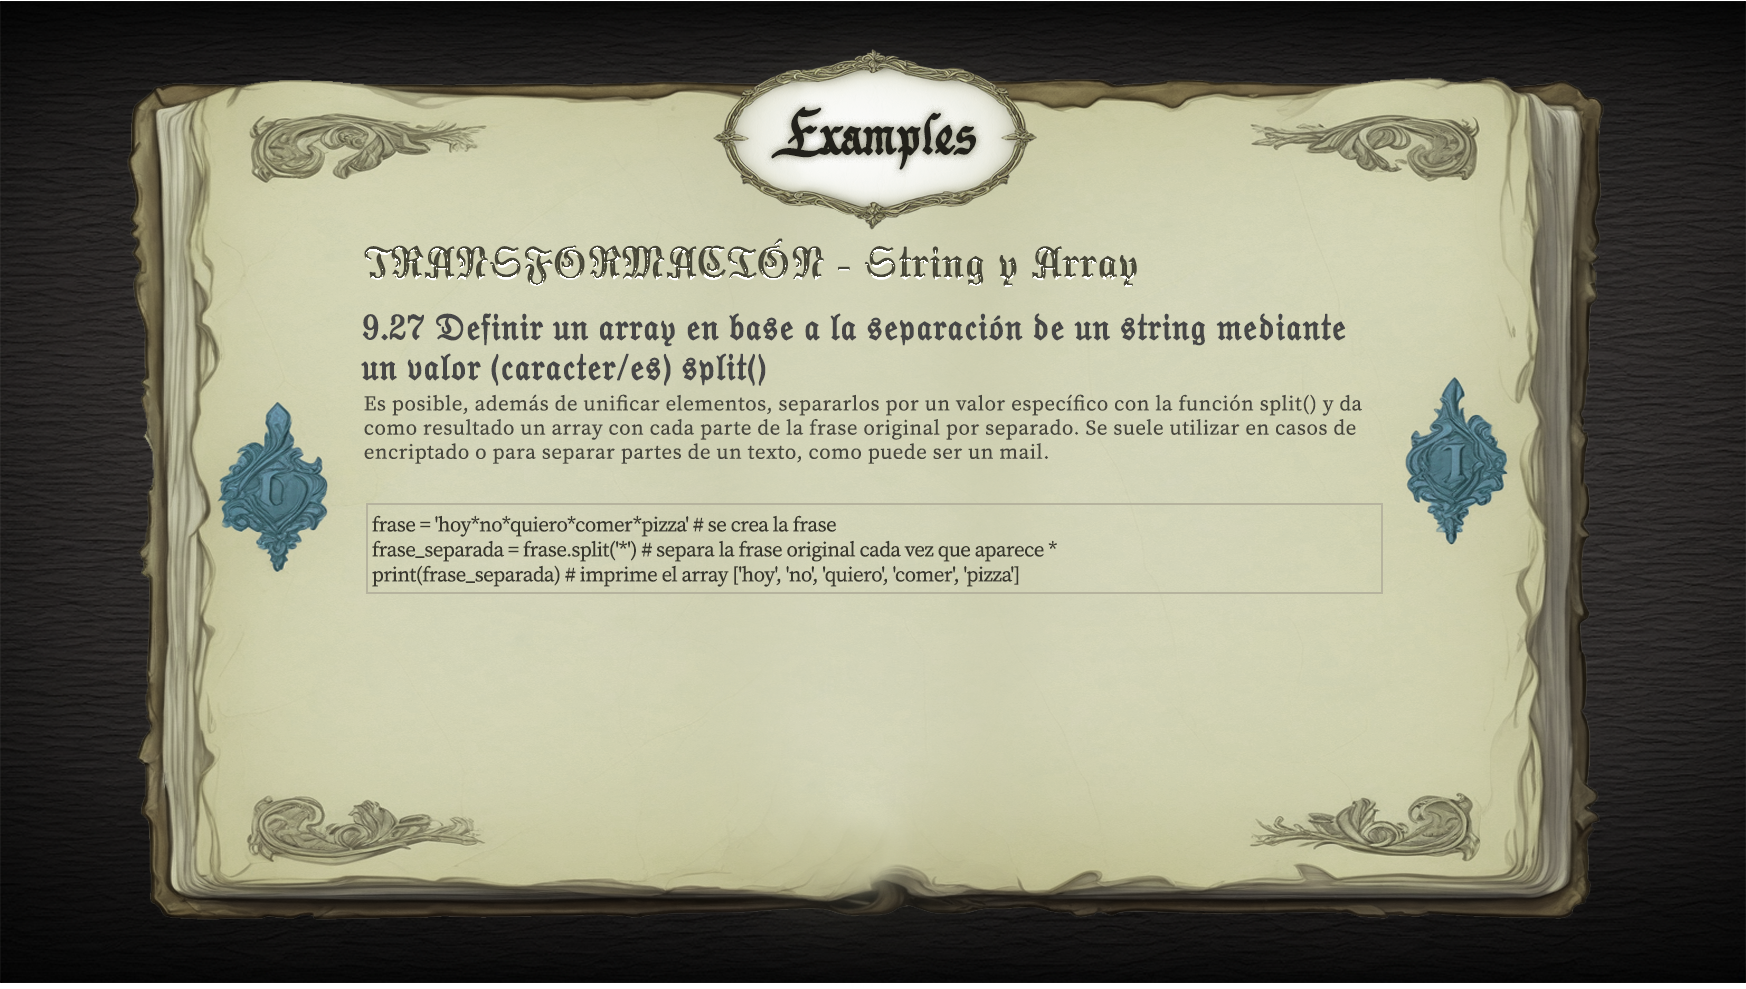 Examples
TRANSFORMACIÓN - String y Array
9.27 Definir un array en base a la separación de un string mediante
un valor (caracter/es) split()
Es posible, además de unificar elementos, separarlos por un valor específico con la función split() y da
como resultado un array con cada parte de la frase original por separado. Se suele utilizar en casos de
encriptado o para separar partes de un texto, como puede ser un mail.
0
1
frase = 'hoy*no*quiero*comer*pizza' # se crea la frase
frase_separada = frase.split('*') # separa la frase original cada vez que aparece *
print(frase_separada) # imprime el array ['hoy', 'no', 'quiero', 'comer', 'pizza']